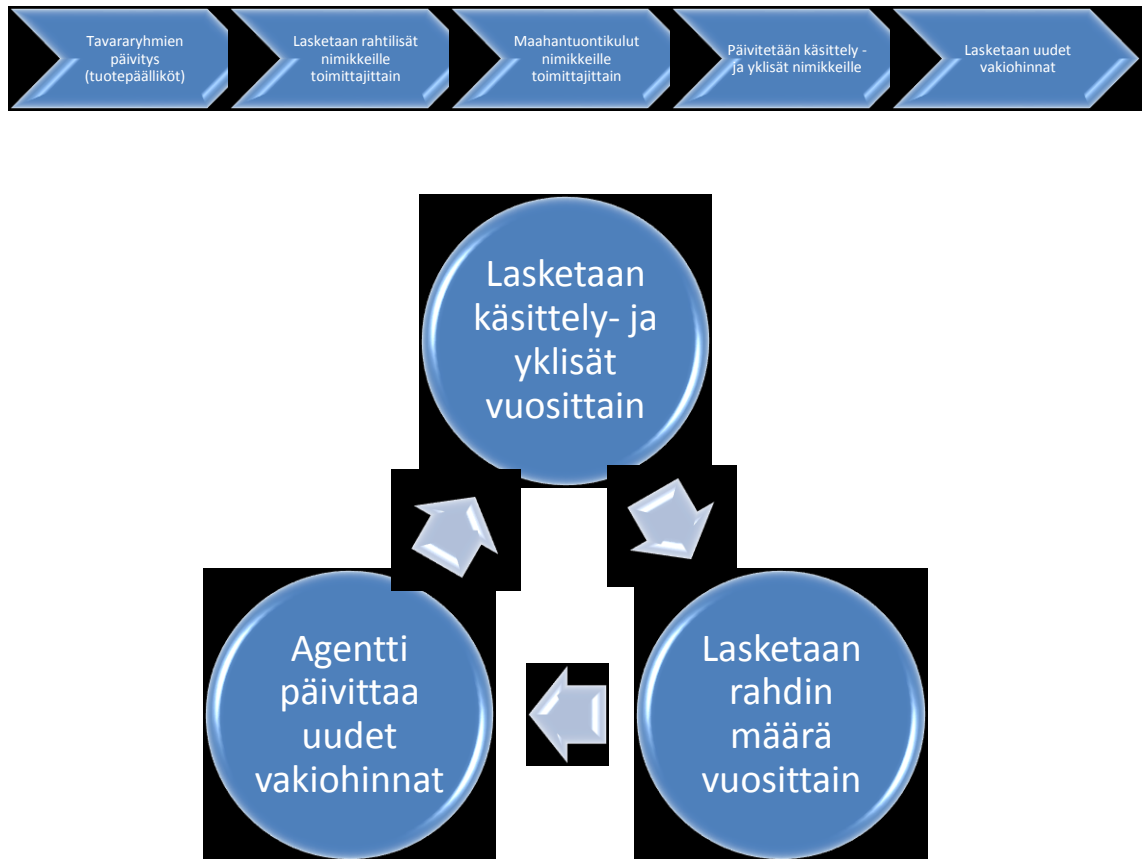 Tavararyhmien
päivitys
(tuotepäälliköt)
Lasketaan rahtilisät
nimikkeille
toimittajittain
Maahantuontikulut
nimikkeille
toimittajittain
Päivitetään käsittely -
ja yklisät nimikkeille
Lasketaan uudet
vakiohinnat
Lasketaan
käsittely- ja
yklisät
vuosittain
Lasketaan
rahdin
määrä
vuosittain
Agentti
päivittaa
uudet
vakiohinnat